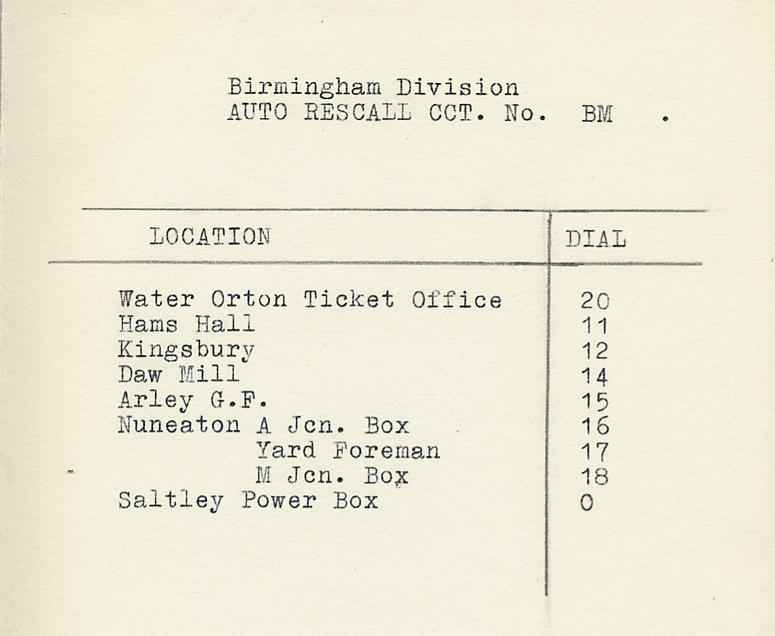 Birmingham Division
AUTO RESCALL CCT. No. BM .
LOCATION DIAL
Water Orton Ticket Office 20
Hams Hall 11
Kingsbury 12
Daw Mill 14
Arley G.F. 15
Nuneaton A Jcn. Box 16
Yard Foreman 17
M Jcn. Box 18
Saltley Power Box 0